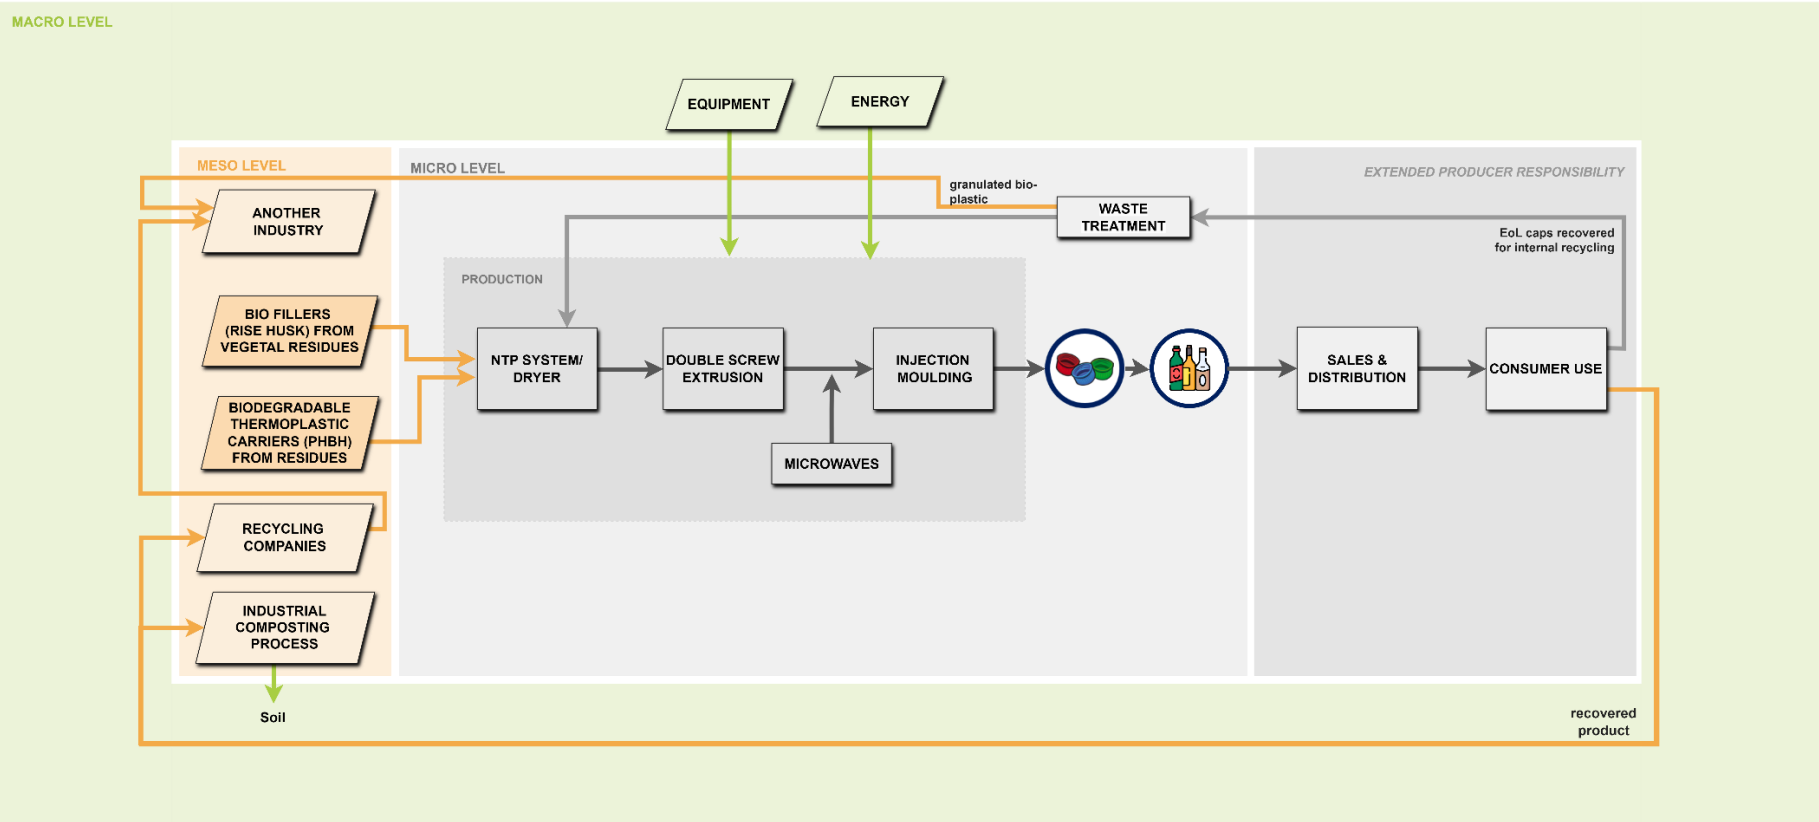 MACRO LEVEL
EQUIPMENT
ENERGY
MESO LEVEL
MICRO LEVEL
EXTENDED PRODUCER RESPONSIBILITY
granulated bio-
plastic
ANOTHER
INDUSTRY
WASTE
TREATMENT
EoL caps recovered
for internal recycling
PRODUCTION
BIO FILLERS
(RISE HUSK) FROM
VEGETAL RESIDUES
NTP SYSTEM/
DRYER
DOUBLE SCREW
EXTRUSION
INJECTION
MOULDING
SALES &
DISTRIBUTION
CONSUMER USE
BIODEGRADABLE
THERMOPLASTIC
CARRIERS (PHBH)
FROM RESIDUES
MICROWAVES
RECYCLING
COMPANIES
INDUSTRIAL
COMPOSTING
PROCESS
Soil
recovered
product